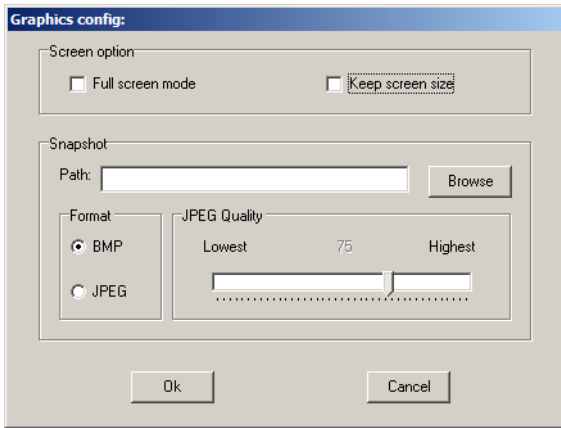 Graphics config:
Screen option
Full screen mode
Keep screen size
Snapshot
Path:
Browse
Format
JPEG Quality
BMP
Lowest
75
Highest
JPEG
Ok
Cancel